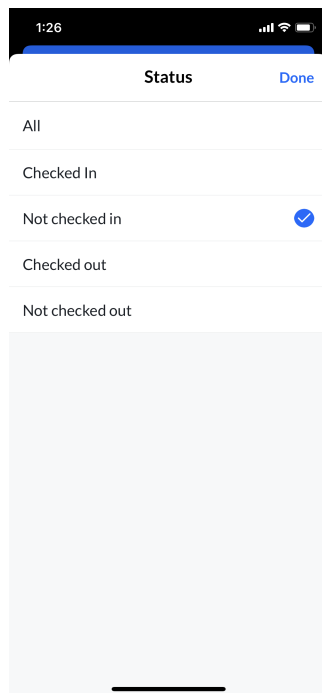 1:26
Status
Done
All
Checked In
Not checked in
Checked out
Not checked out